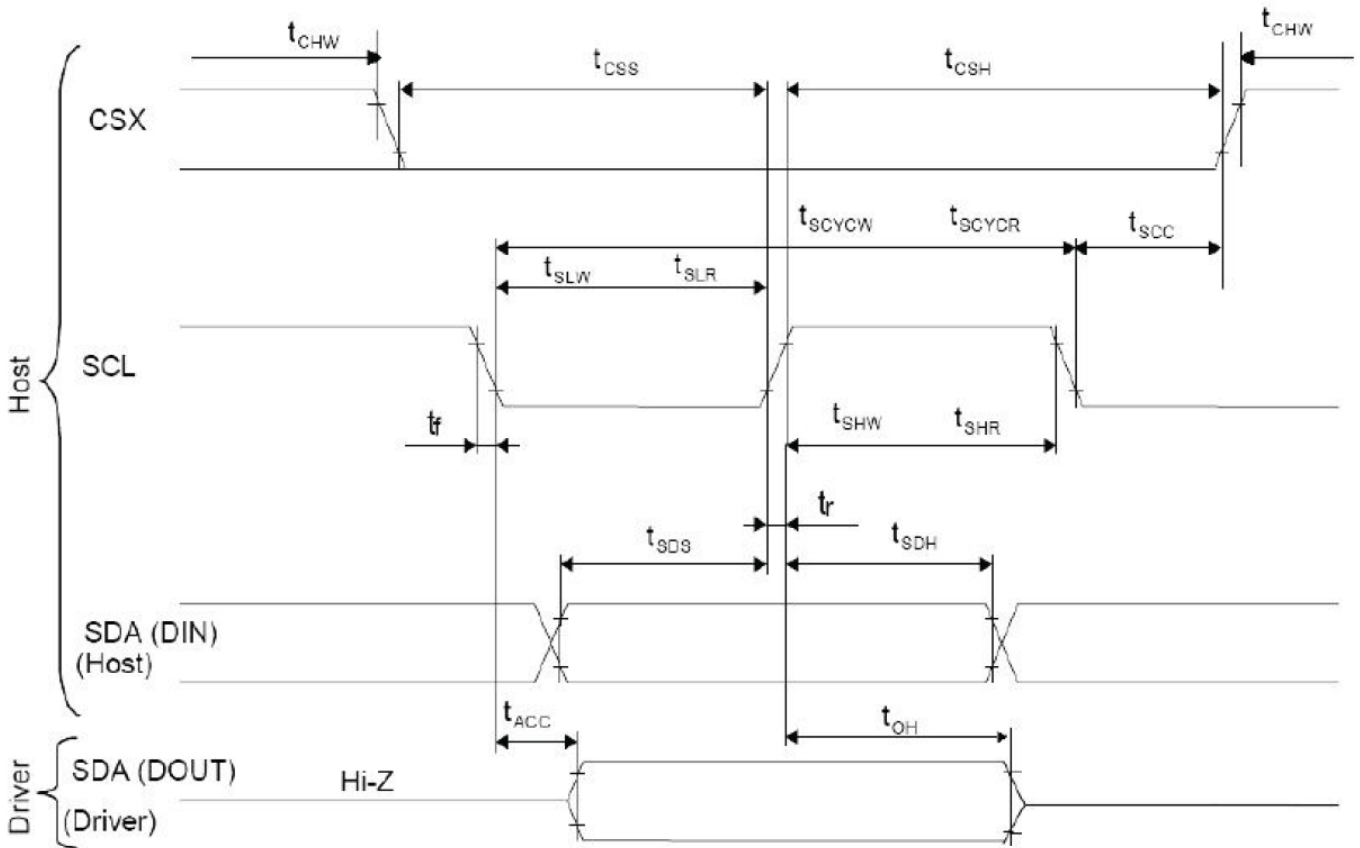 tCHW
tCHW
tCSS
tCSH
CSX
tSCYCW
tSCYCR
tSCC
tSLW
tSLR
Host
SCL
tf
tSHW
tSHR
tr
tSDS
tSDH
SDA (DIN)
(Host)
tACC
tOH
Driver
SDA (DOUT)
Hi-Z
(Driver)